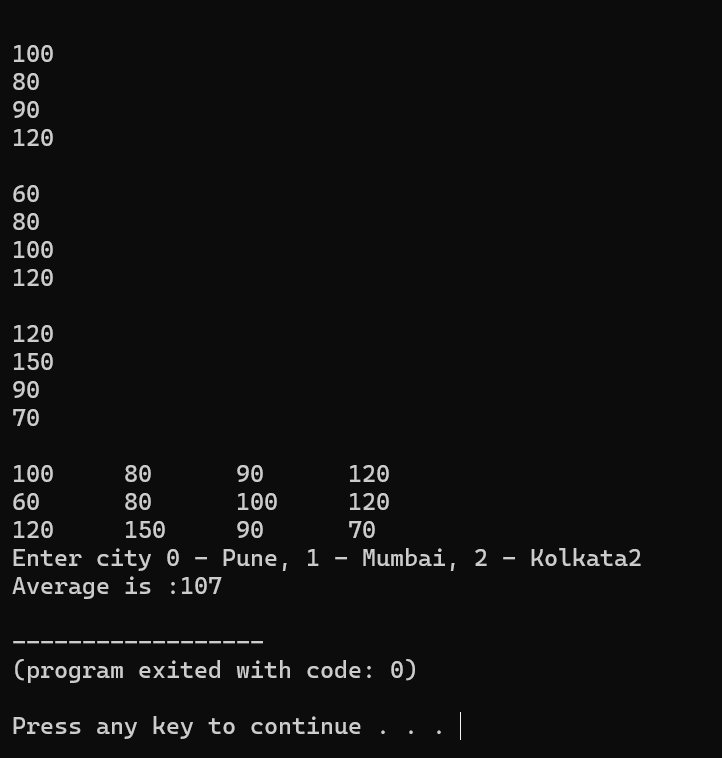 100
80
90
120
60
80
100
120
120
150
90
70
100 80 90 120
60 80 100 120
120 150 90 70
Enter city 0 - Pune, 1 - Mumbai, 2 - Kolkata2
Average is :107
------------------
(program exited with code: 0)
Press any key to continue . . .